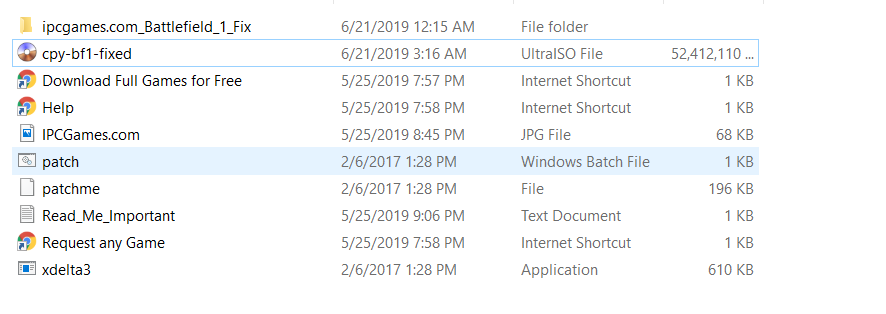 ipcgames.com_Battlefield_1_Fix 6/21/2019 12:15 AM File folder
cpy-bf1-fixed 6/21/2019 3:16 AM UltraISO File 52,412,110 ...
Download Full Games for Free 5/25/2019 7:57 PM Internet Shortcut 1 KB
Help 5/25/2019 7:58 PM Internet Shortcut 1 KB
IPCGames.com 5/25/2019 8:45 PM JPG File 68 KB
patch 2/6/2017 1:28 PM Windows Batch File 1 KB
patchme 2/6/2017 1:28 PM File 196 KB
Read_Me_Important 5/25/2019 9:06 PM Text Document 1 KB
Request any Game 5/25/2019 7:58 PM Internet Shortcut 1 KB
xdelta3 2/6/2017 1:28 PM Application 610 KB